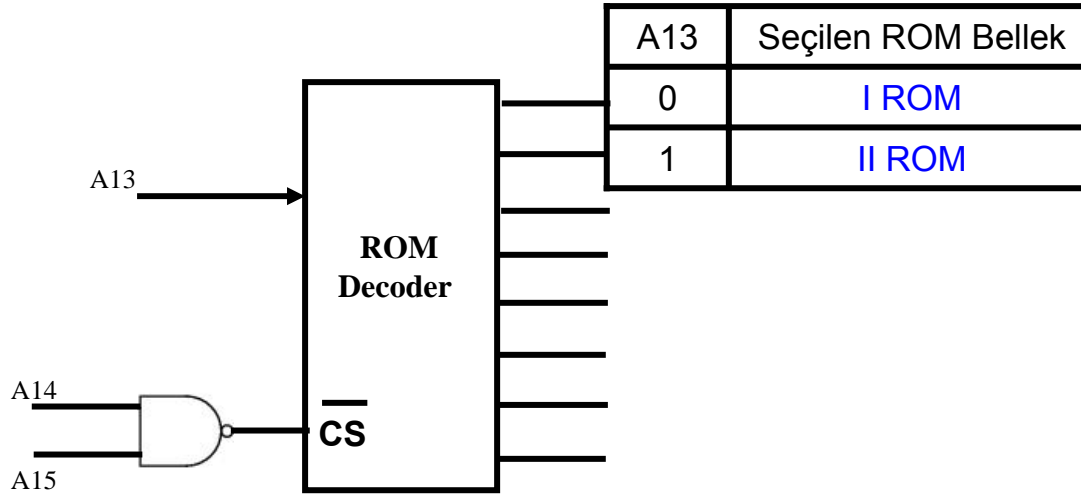 A13 Seçilen ROM Bellek
0 I ROM
1 II ROM
A13
ROM
Decoder
A14
CS
A15